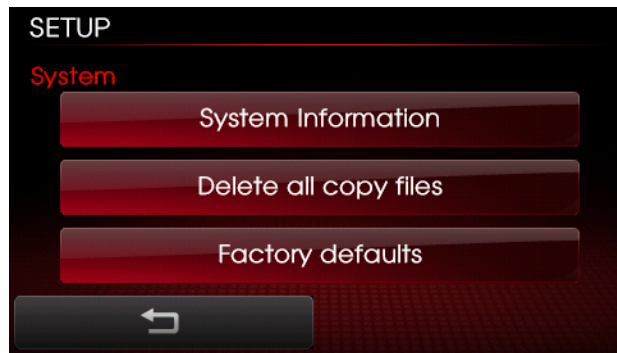 SETUP
System
System Information
Delete all copy files
Factory defaults